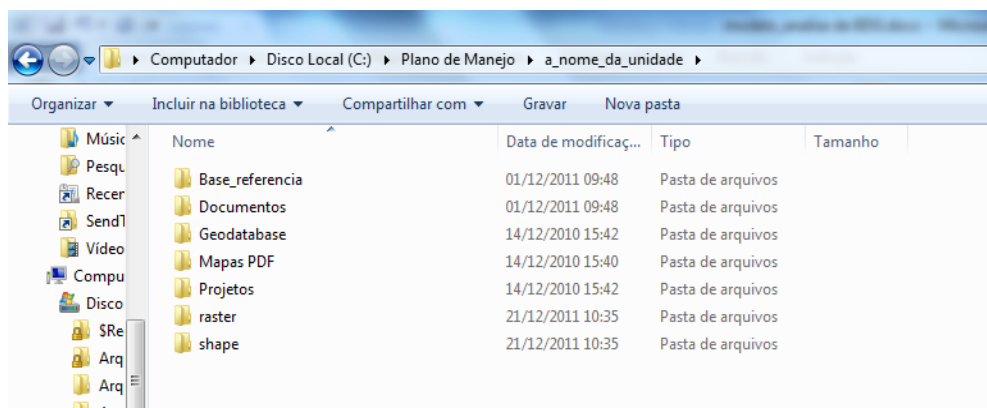 Computador ▸ Disco Local (C:) ▸ Plano de Manejo ▸ a_nome_da_unidade ▸
Organizar ▾ Incluir na biblioteca ▾ Compartilhar com ▾ Gravar Nova pasta
Nome Data de modificaç... Tipo Tamanho
Músic
Pesqu
Recer
SendT
Vídeo
Compu
Disco
$Re
Arq
Arq
Base_referencia 01/12/2011 09:48 Pasta de arquivos
Documentos 01/12/2011 09:48 Pasta de arquivos
Geodatabase 14/12/2010 15:42 Pasta de arquivos
Mapas PDF 14/12/2010 15:40 Pasta de arquivos
Projetos 14/12/2010 15:42 Pasta de arquivos
raster 21/12/2011 10:35 Pasta de arquivos
shape 21/12/2011 10:35 Pasta de arquivos